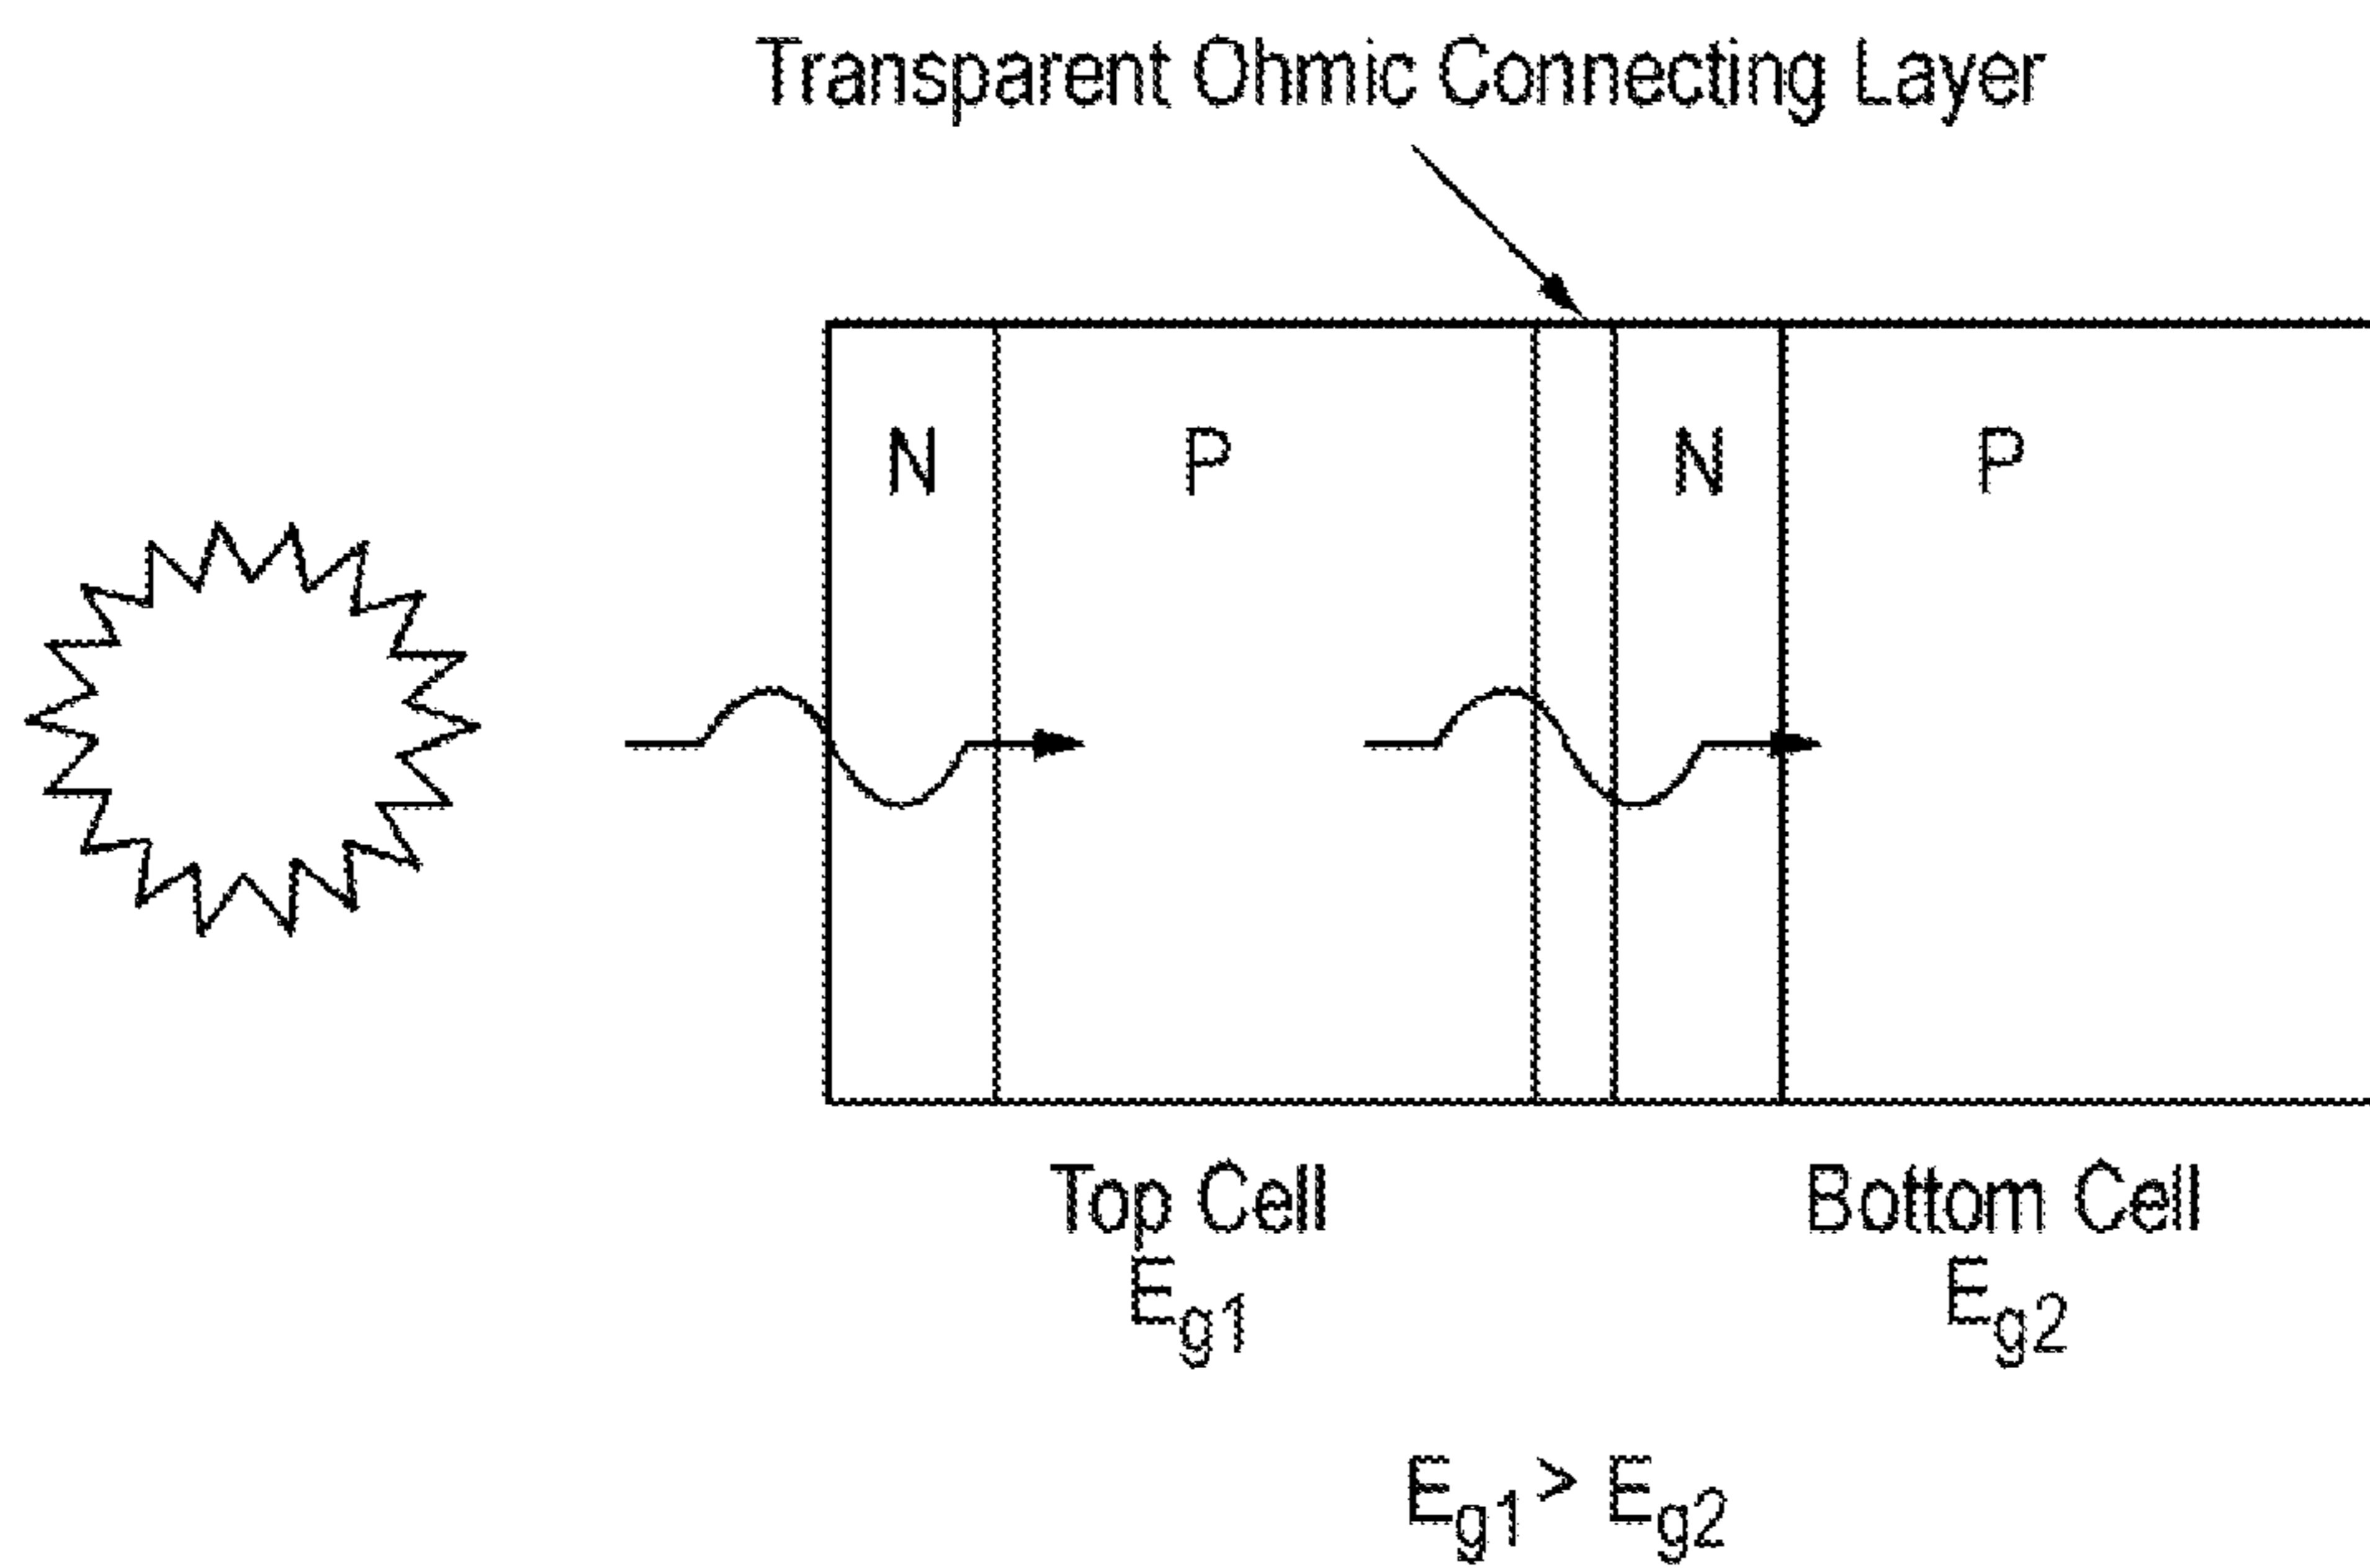 Transparent Ohmic Connecting Layer
N P N P
Top Cell Bottom Cell
Eg1 Eg2
Eg1 > Eg2